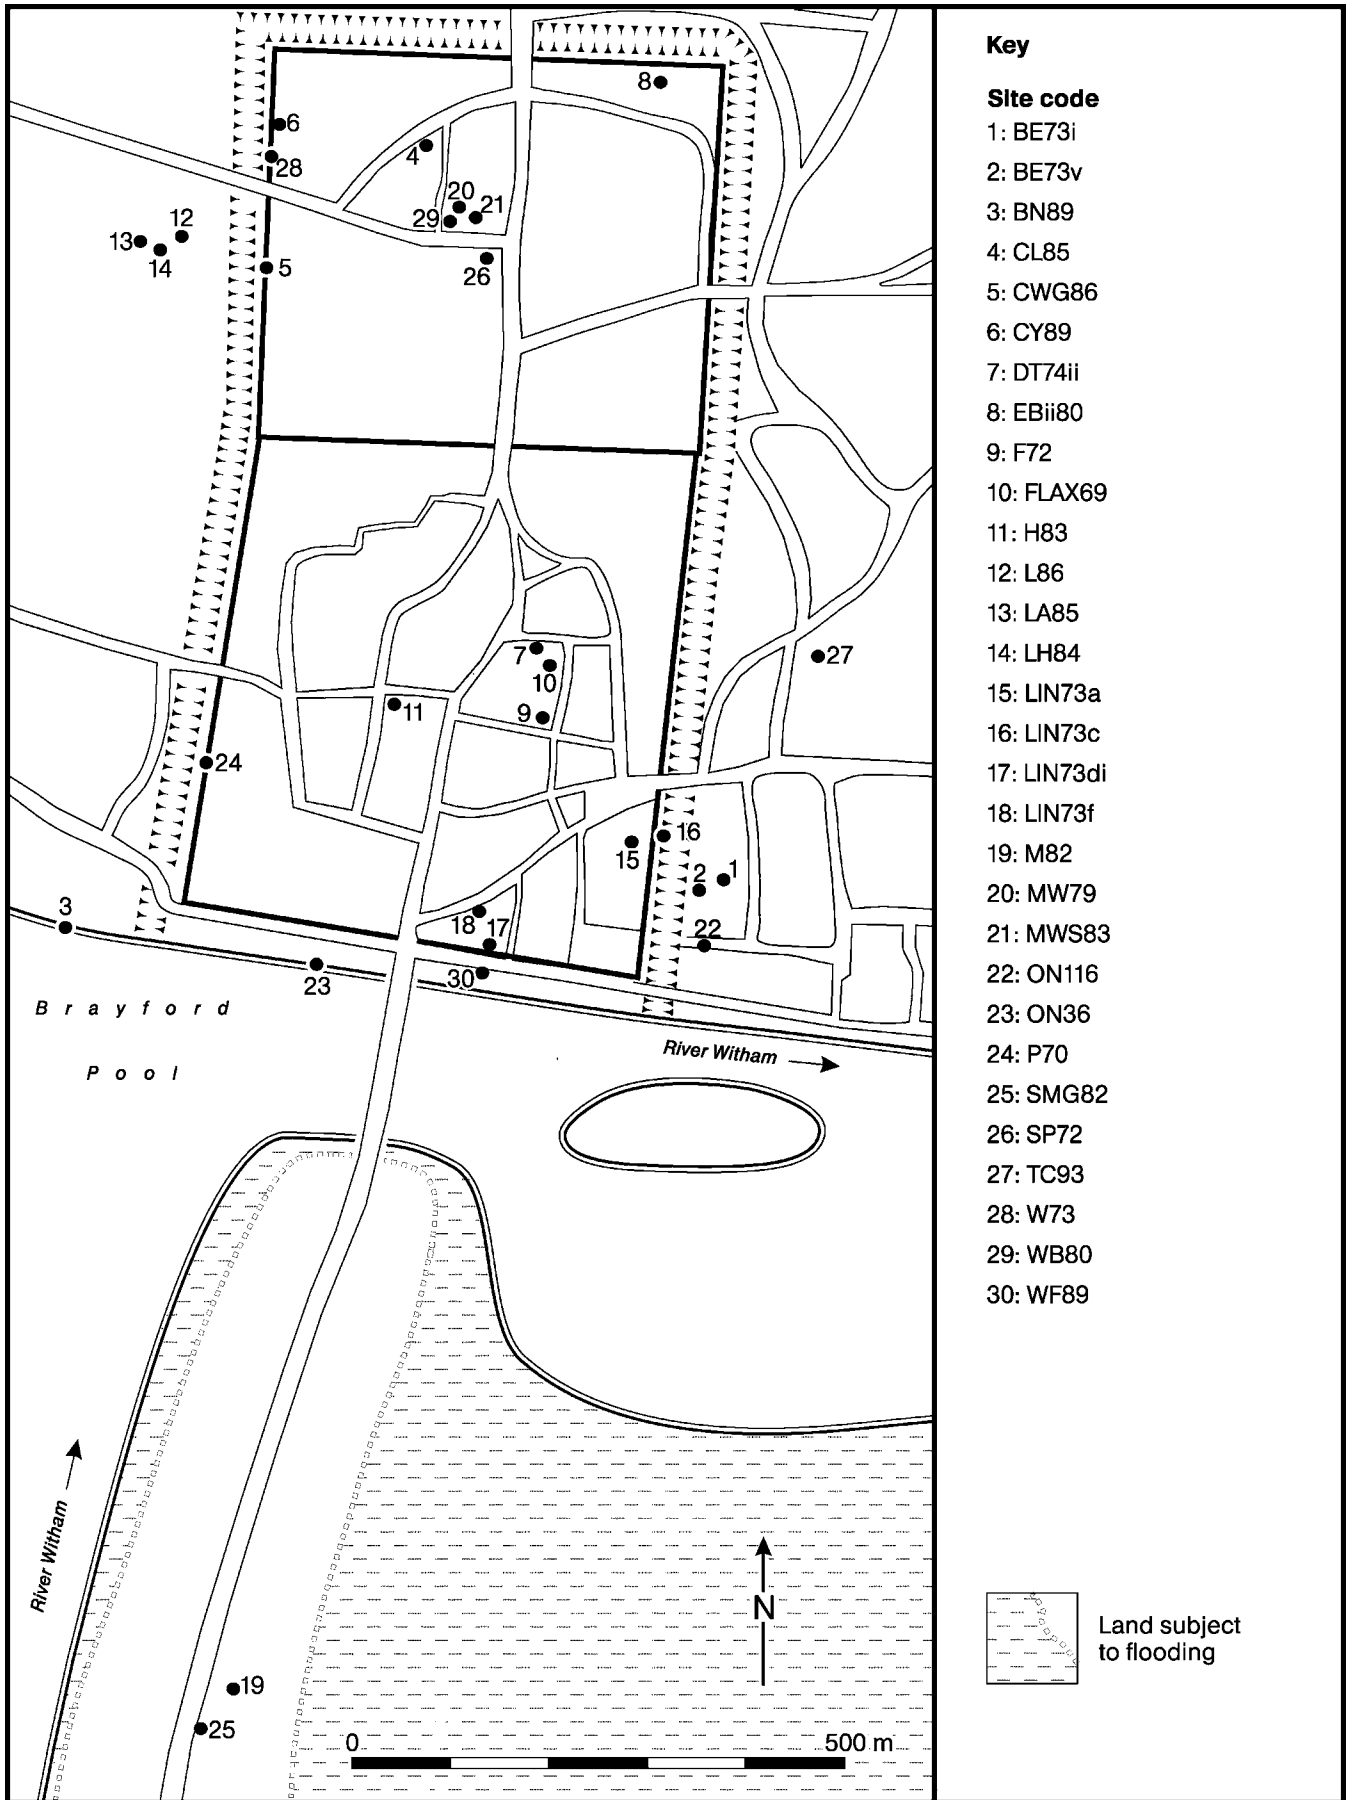 8
6
4
28
20
21
29
12
13
14
5
26
7
10
27
11
9
24
16
15
2
1
3
18
17
22
23
30
B r a y f o r d
P o o l
River Witham
River Witham
N
19
25
0
500 m
Key
Site code
1: BE73i
2: BE73v
3: BN89
4: CL85
5: CWG86
6: CY89
7: DT74ii
8: EBii80
9: F72
10: FLAX69
11: H83
12: L86
13: LA85
14: LH84
15: LIN73a
16: LIN73c
17: LIN73di
18: LIN73f
19: M82
20: MW79
21: MWS83
22: ON116
23: ON36
24: P70
25: SMG82
26: SP72
27: TC93
28: W73
29: WB80
30: WF89
Land subject
to flooding